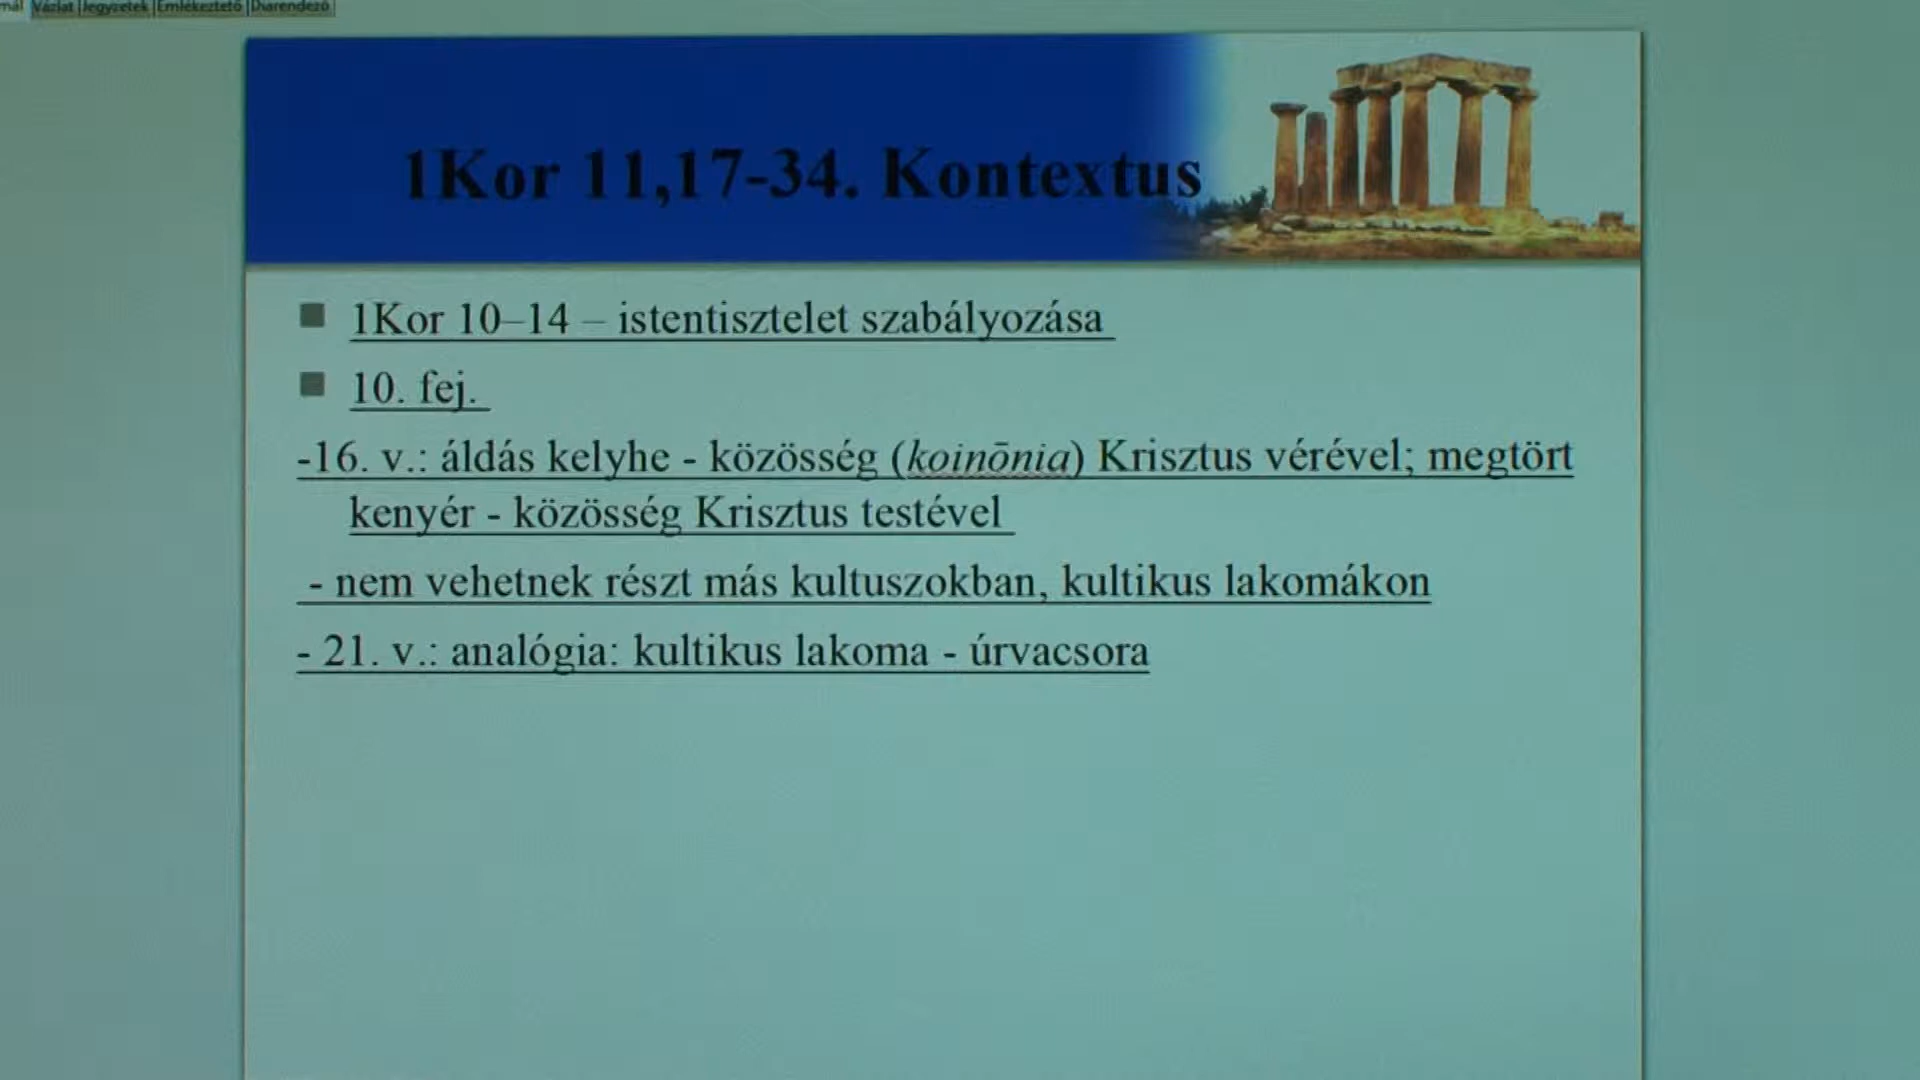 Vázlat Jegyzetek Emlékeztető Diarendező
1Kor 11,17-34. Kontextus
1Kor 10–14 – istentisztelet szabályozása
10. fej.
-16. v.: áldás kelyhe - közösség (koinōnia) Krisztus vérével; megtört
kenyér - közösség Krisztus testével
- nem vehetnek részt más kultuszokban, kultikus lakomákon
- 21. v.: analógia: kultikus lakoma - úrvacsora